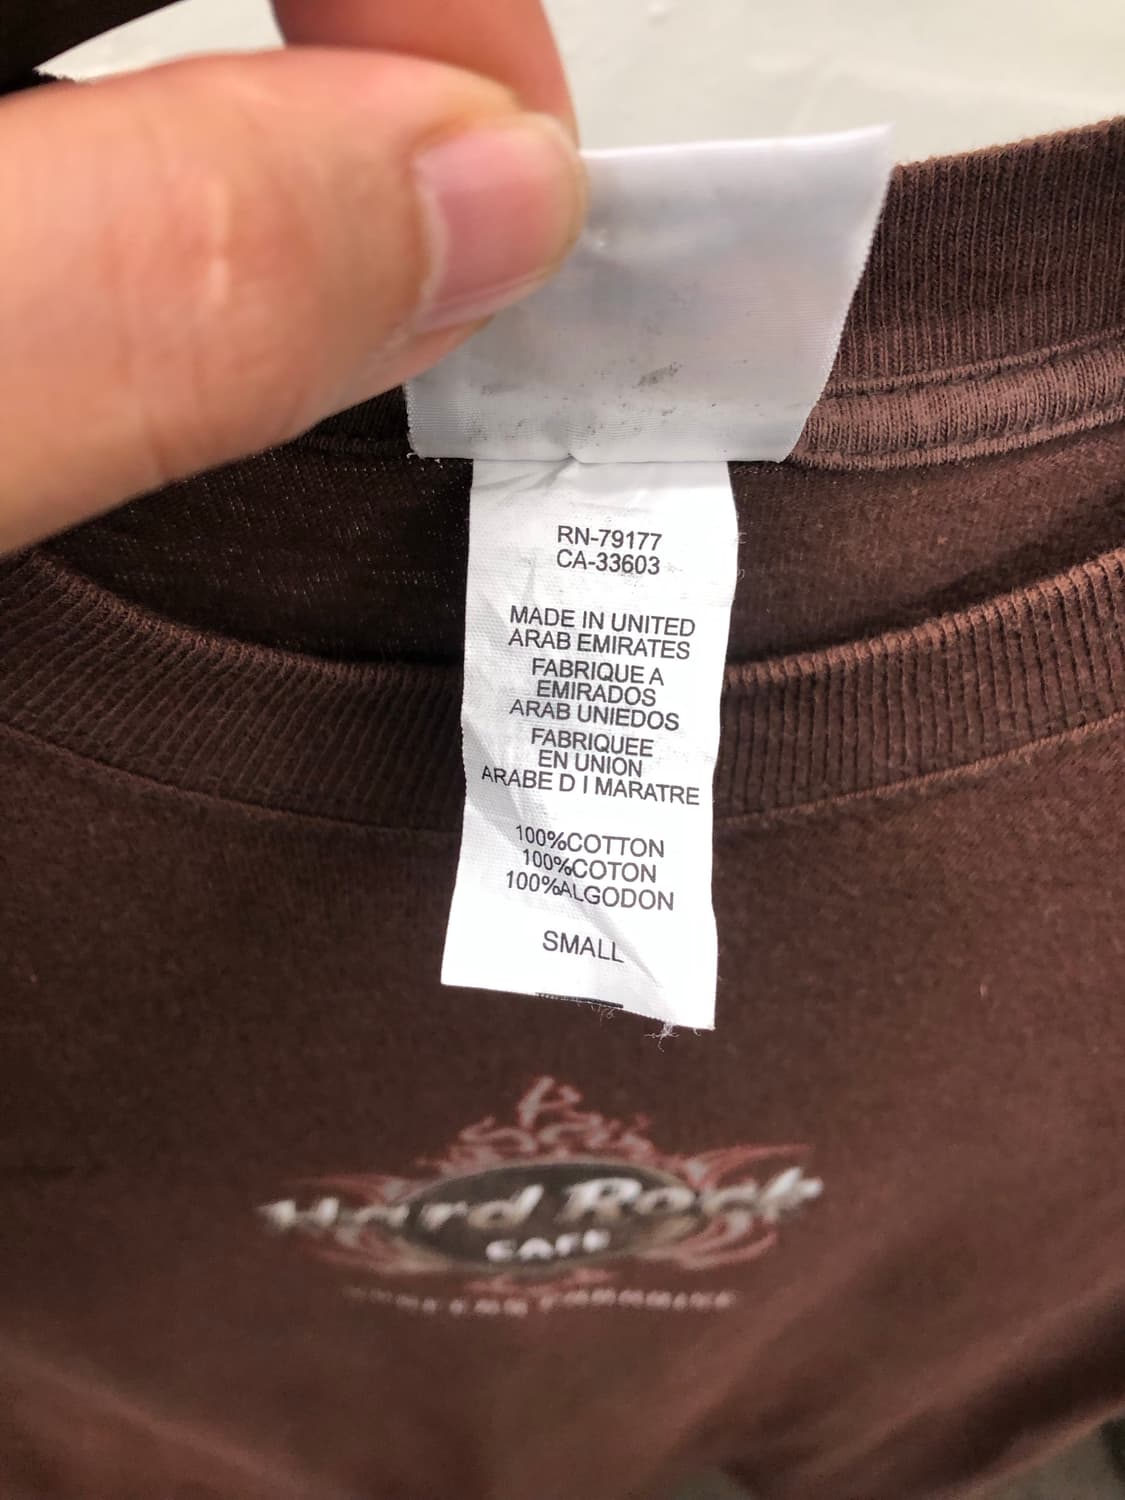 RN-79177
CA-33603
MADE IN UNITED
ARAB EMIRATES
FABRIQUE A
EMIRADOS
ARAB UNIEDOS
FABRIQUEE
EN UNION
ARABE D I MARATRE
100%COTTON
100%COTON
100%ALGODON
SMALL
Hard Rock
CAFE